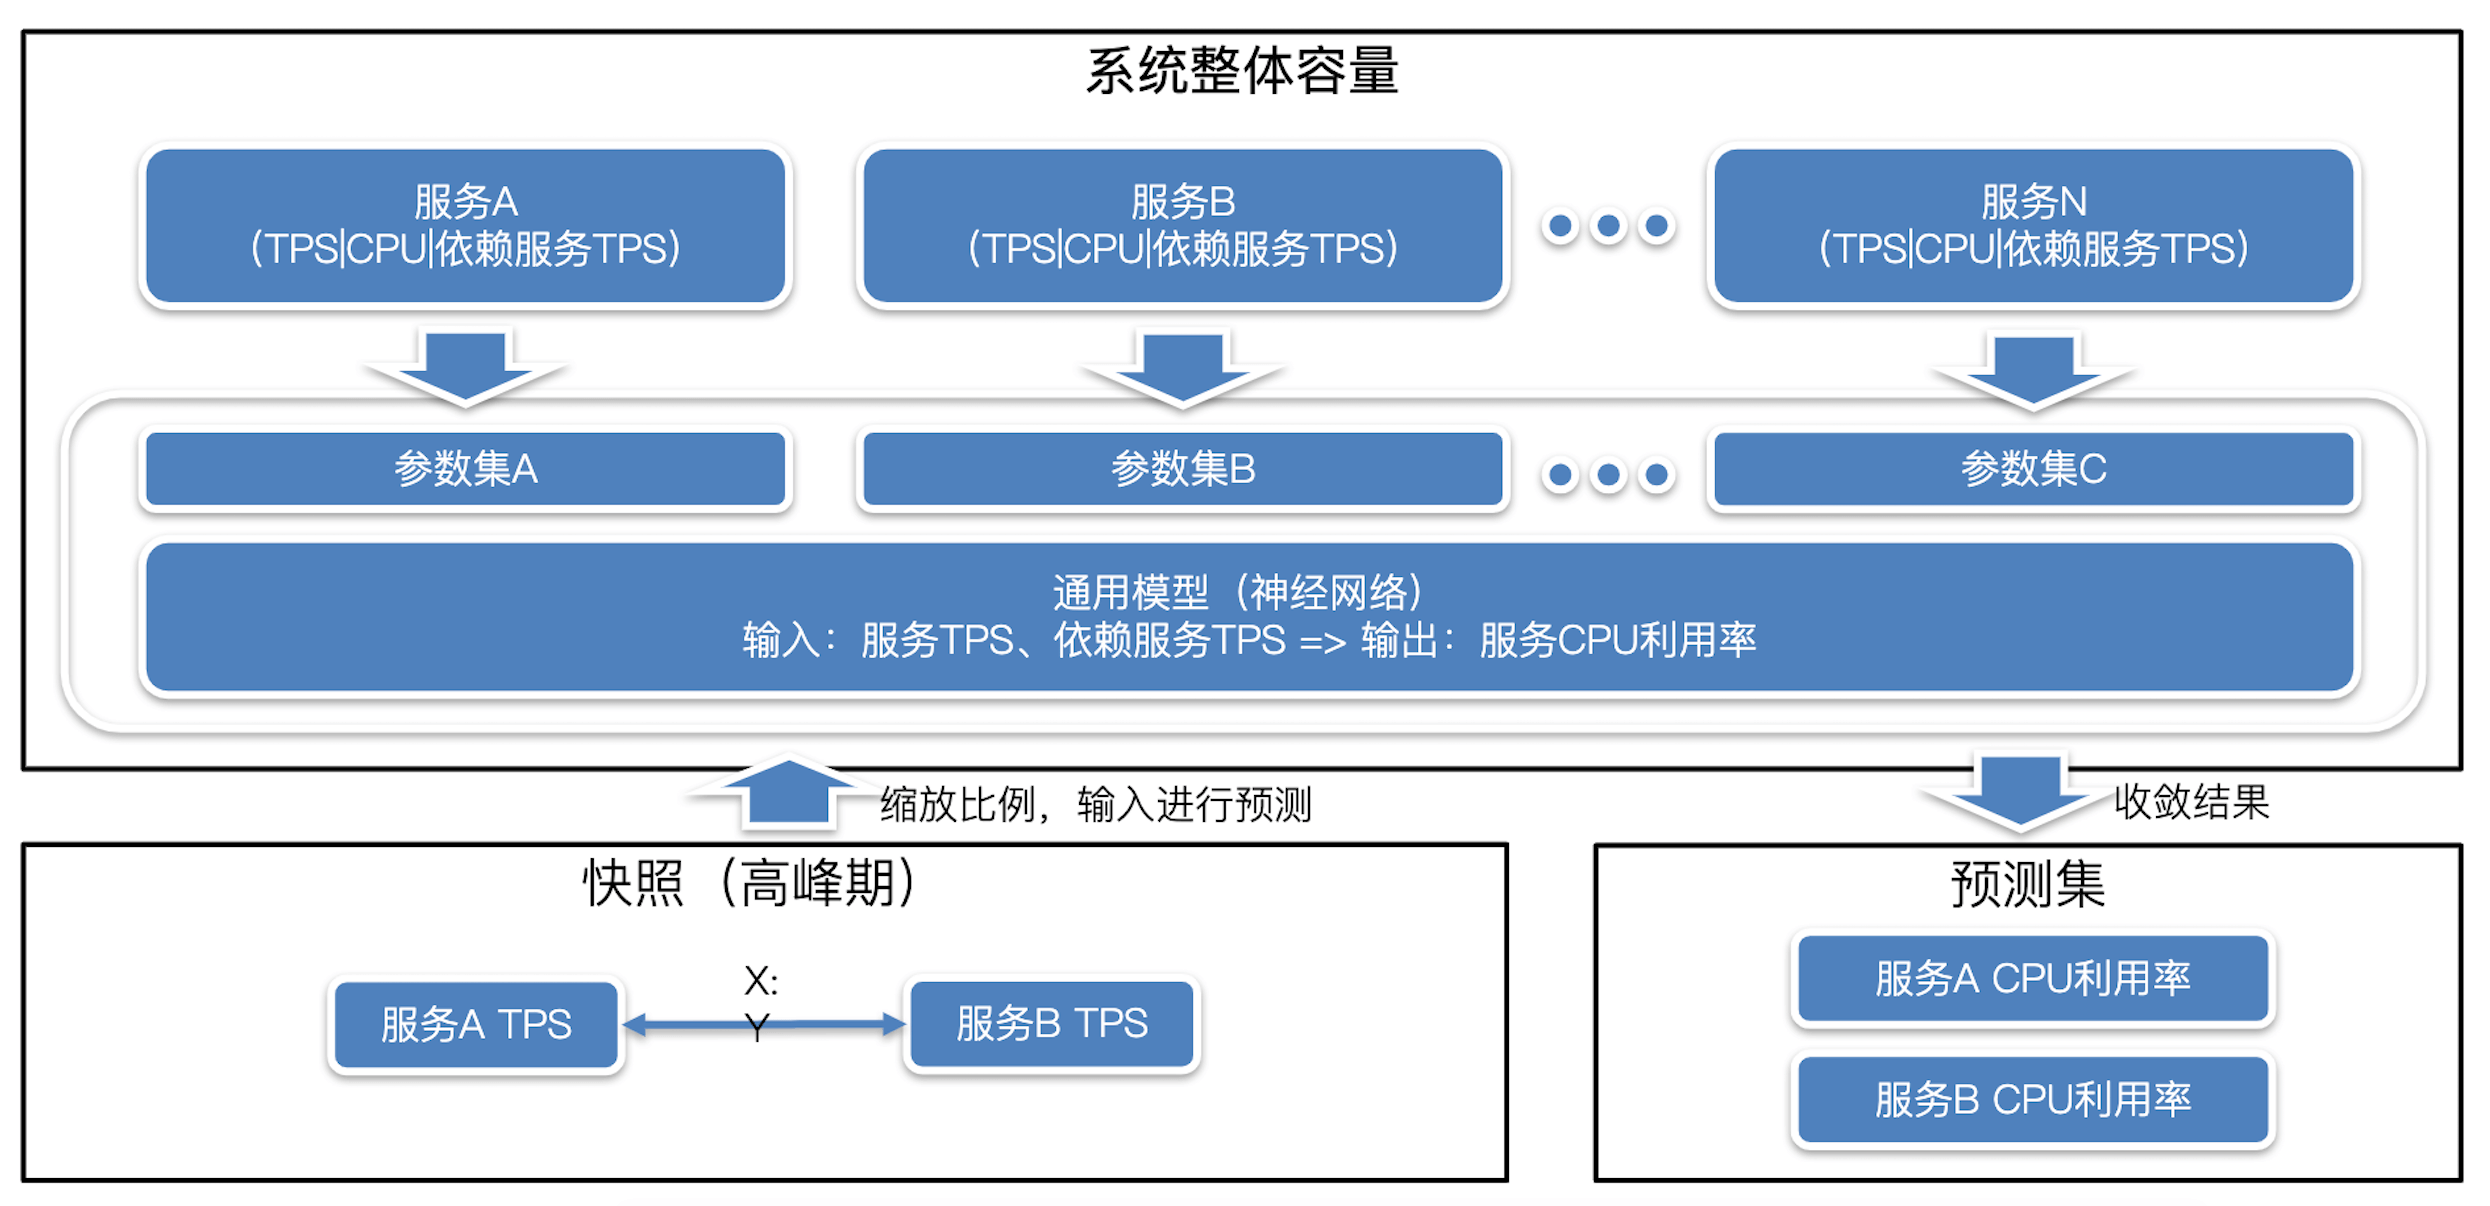 系统整体容量
服务A
（TPS|CPU|依赖服务TPS）
服务B
（TPS|CPU|依赖服务TPS）
服务N
（TPS|CPU|依赖服务TPS）
参数集A
参数集B
参数集C
通用模型（神经网络）
输入：服务TPS、依赖服务TPS => 输出：服务CPU利用率
缩放比例，输入进行预测
收敛结果
快照（高峰期）
服务A TPS
X:
Y
服务B TPS
预测集
服务A CPU利用率
服务B CPU利用率